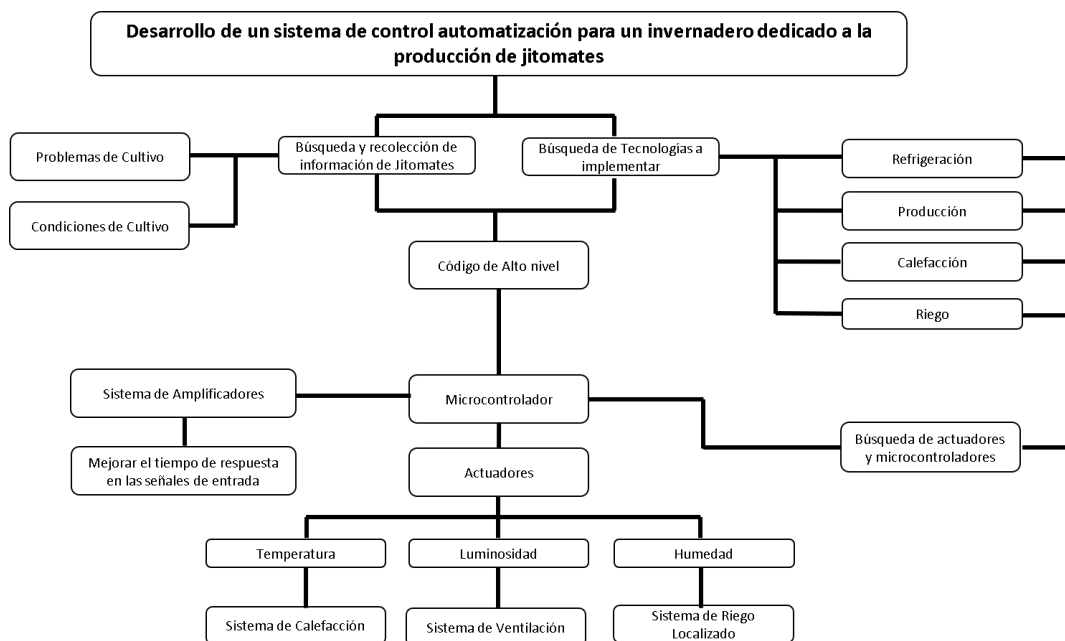 Desarrollo de un sistema de control automatización para un invernadero dedicado a la
producción de jitomates
Problemas de Cultivo
Búsqueda y recolección de
información de Jitomates
Búsqueda de Tecnologías a
implementar
Refrigeración
Condiciones de Cultivo
Producción
Código de Alto nivel
Calefacción
Riego
Sistema de Amplificadores
Microcontrolador
Mejorar el tiempo de respuesta
en las señales de entrada
Actuadores
Búsqueda de actuadores
y microcontroladores
Temperatura
Luminosidad
Humedad
Sistema de Calefacción
Sistema de Ventilación
Sistema de Riego
Localizado